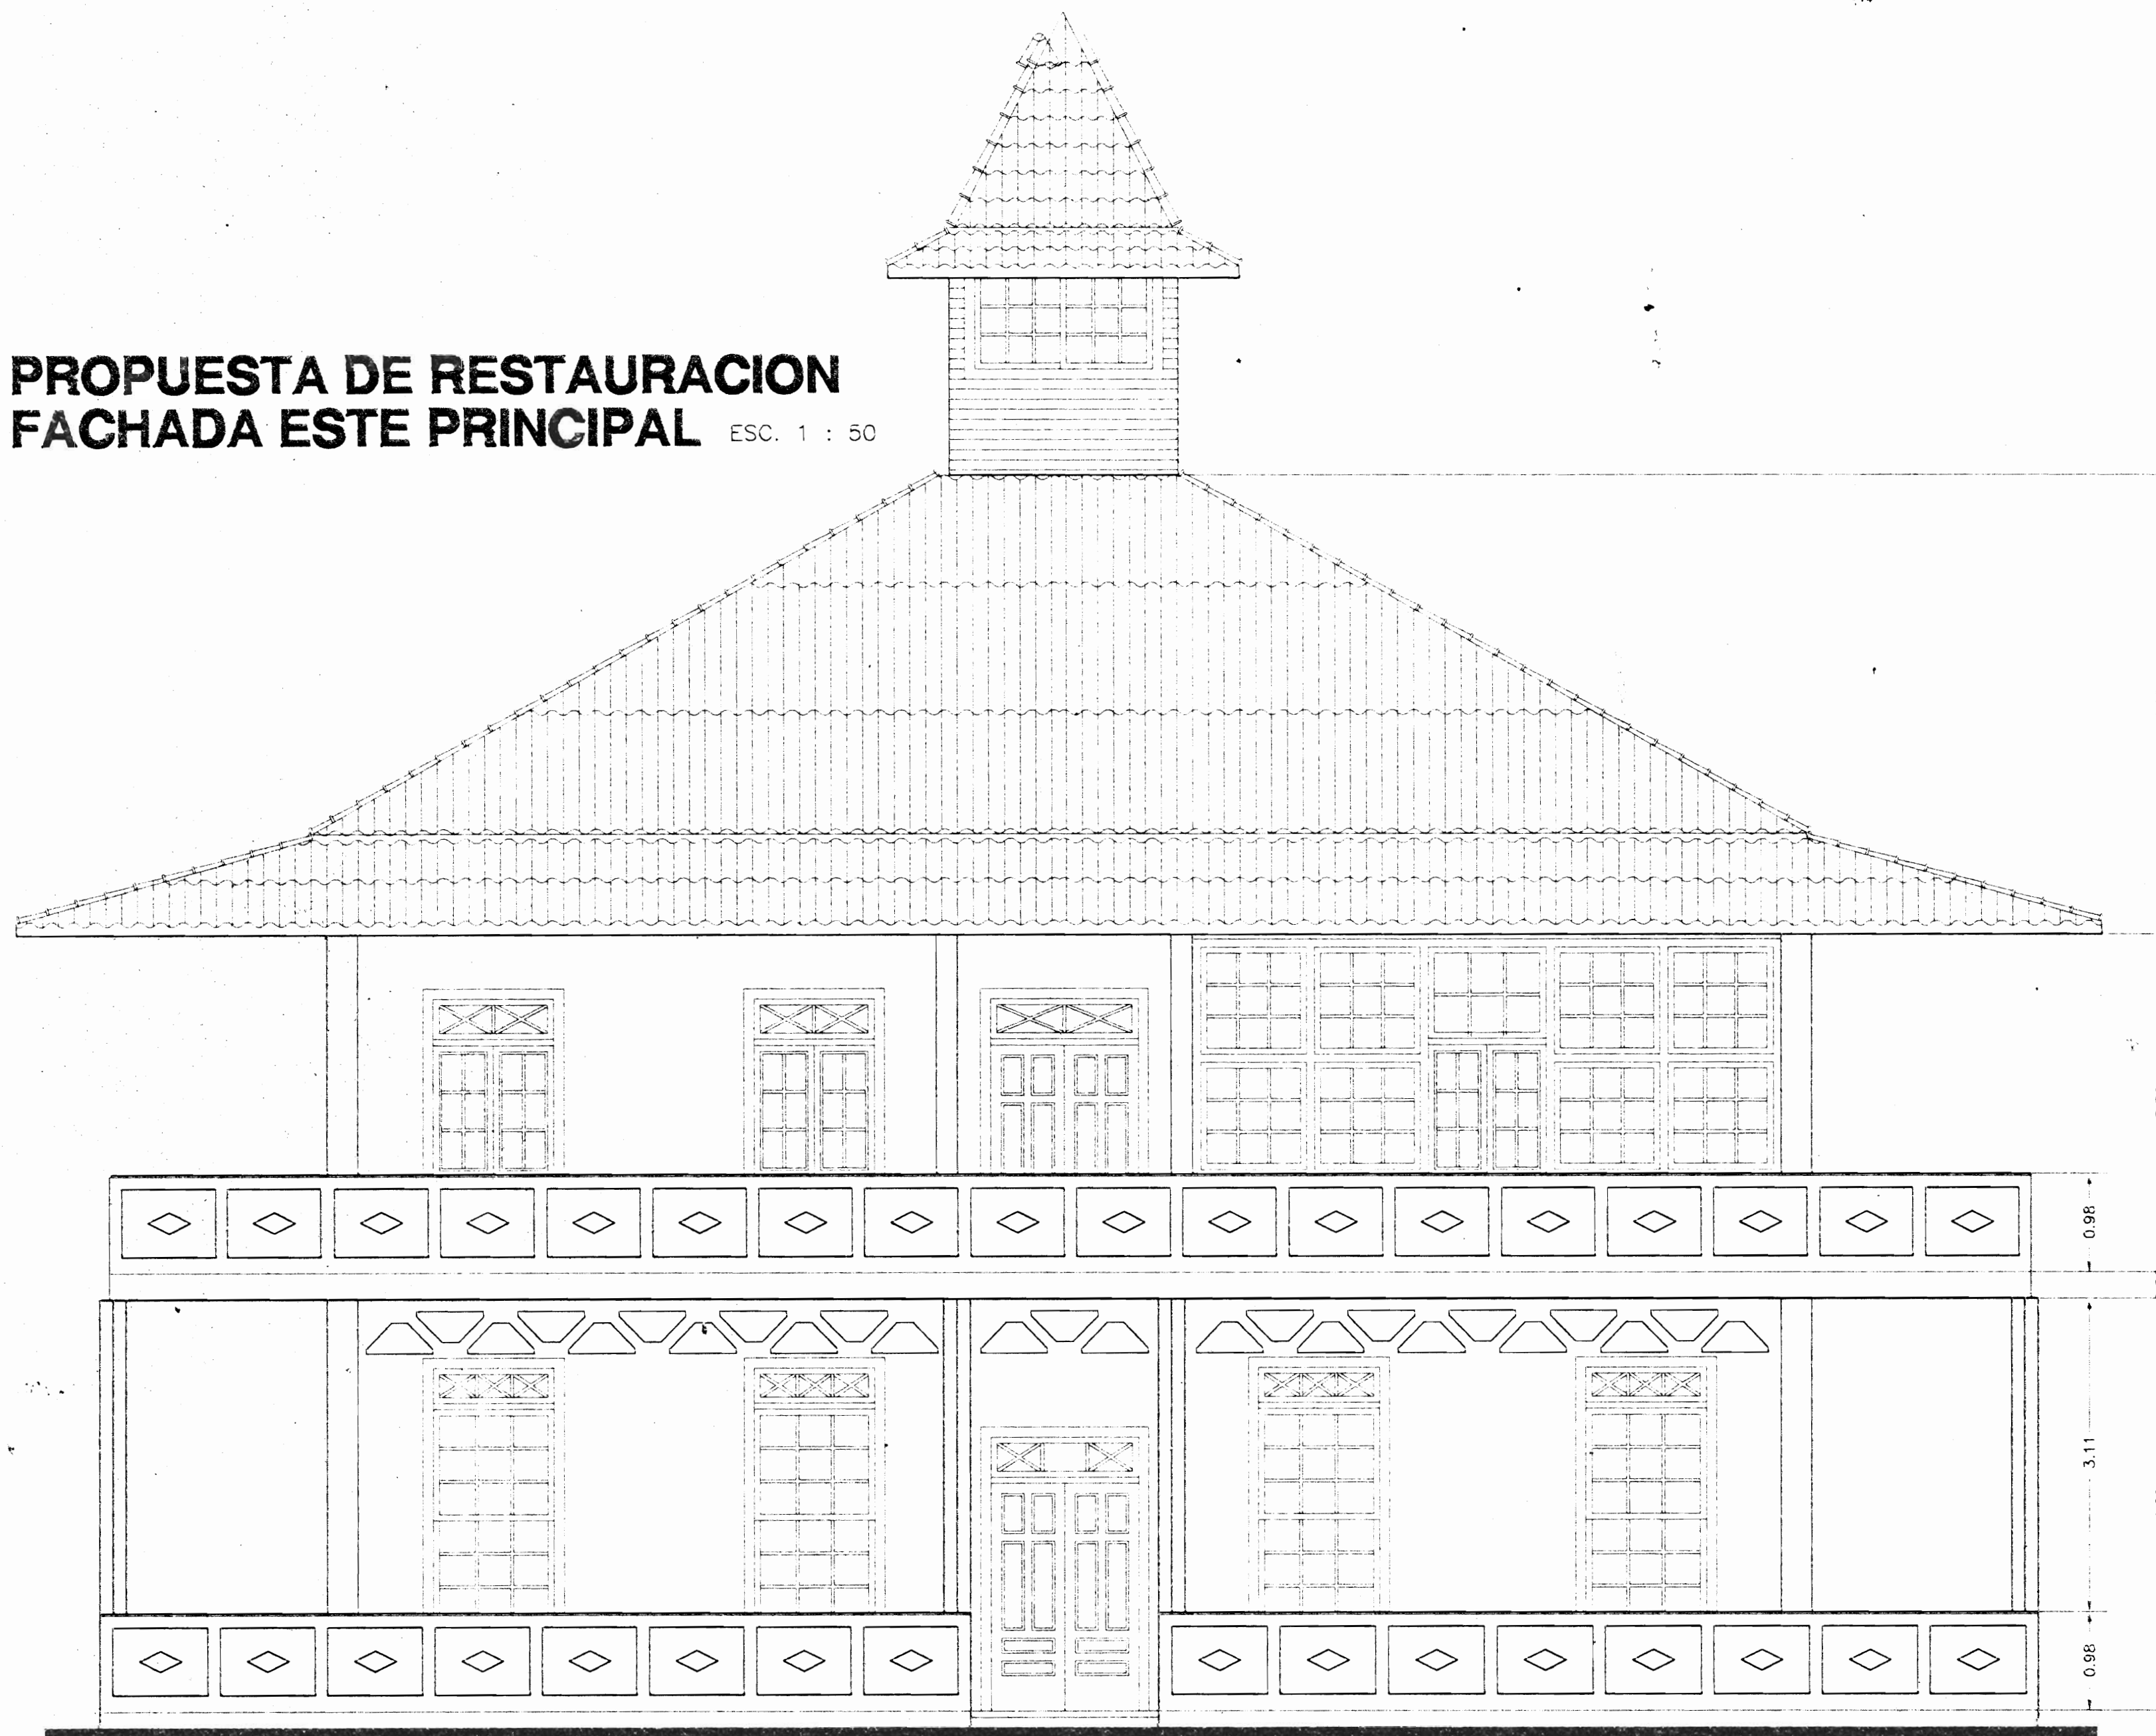 PROPUESTA DE RESTAURACION
FACHADA ESTE PRINCIPAL ESC. 1 : 50
0.98
3.11
0.98